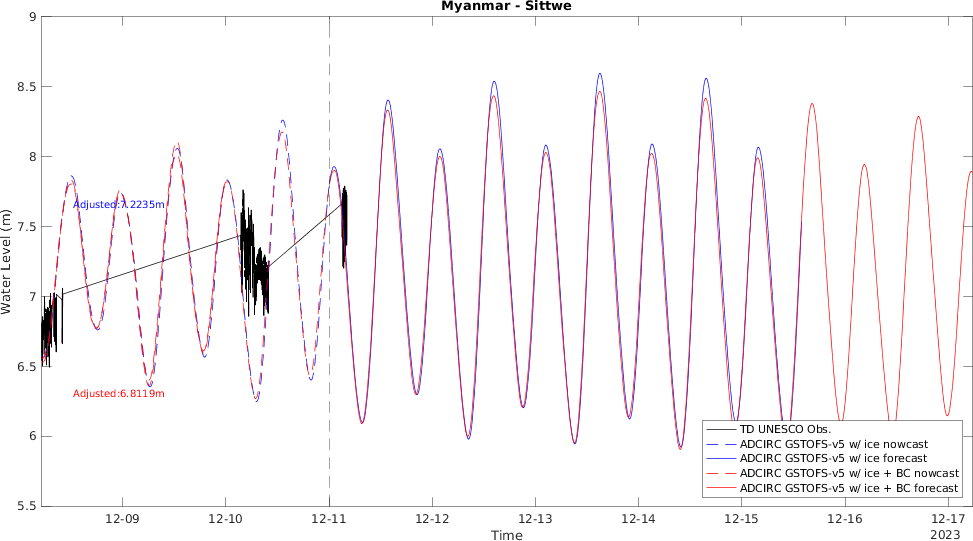 Myanmar - Sittwe
9
8.5
8
7.5
7
6.5
6
5.5
Water Level (m)
Adjusted:7.2235m
Adjusted:6.8119m
TD UNESCO Obs.
ADCIRC GSTOFS-v5 w/ ice nowcast
ADCIRC GSTOFS-v5 w/ ice forecast
ADCIRC GSTOFS-v5 w/ ice + BC nowcast
ADCIRC GSTOFS-v5 w/ ice + BC forecast
12-09 12-10 12-11 12-12 12-13 12-14 12-15 12-16 12-17
Time
2023